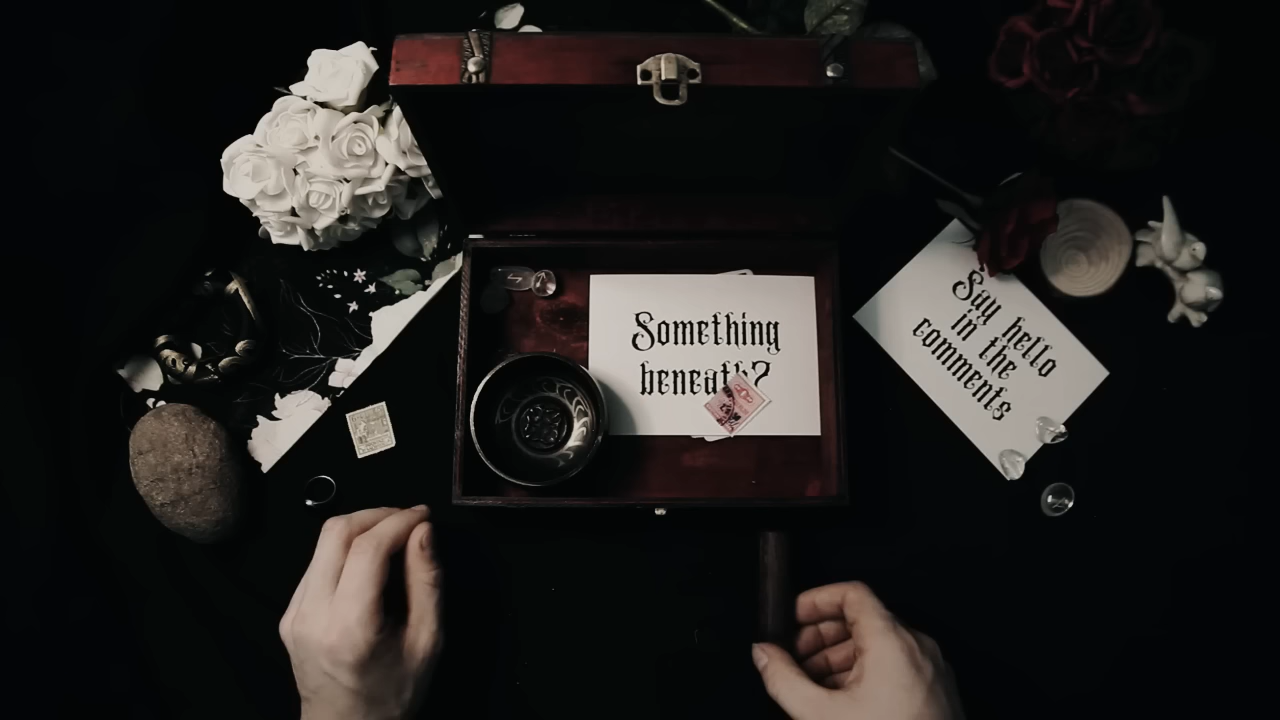 Something
beneath?
Say hello
in the
comments